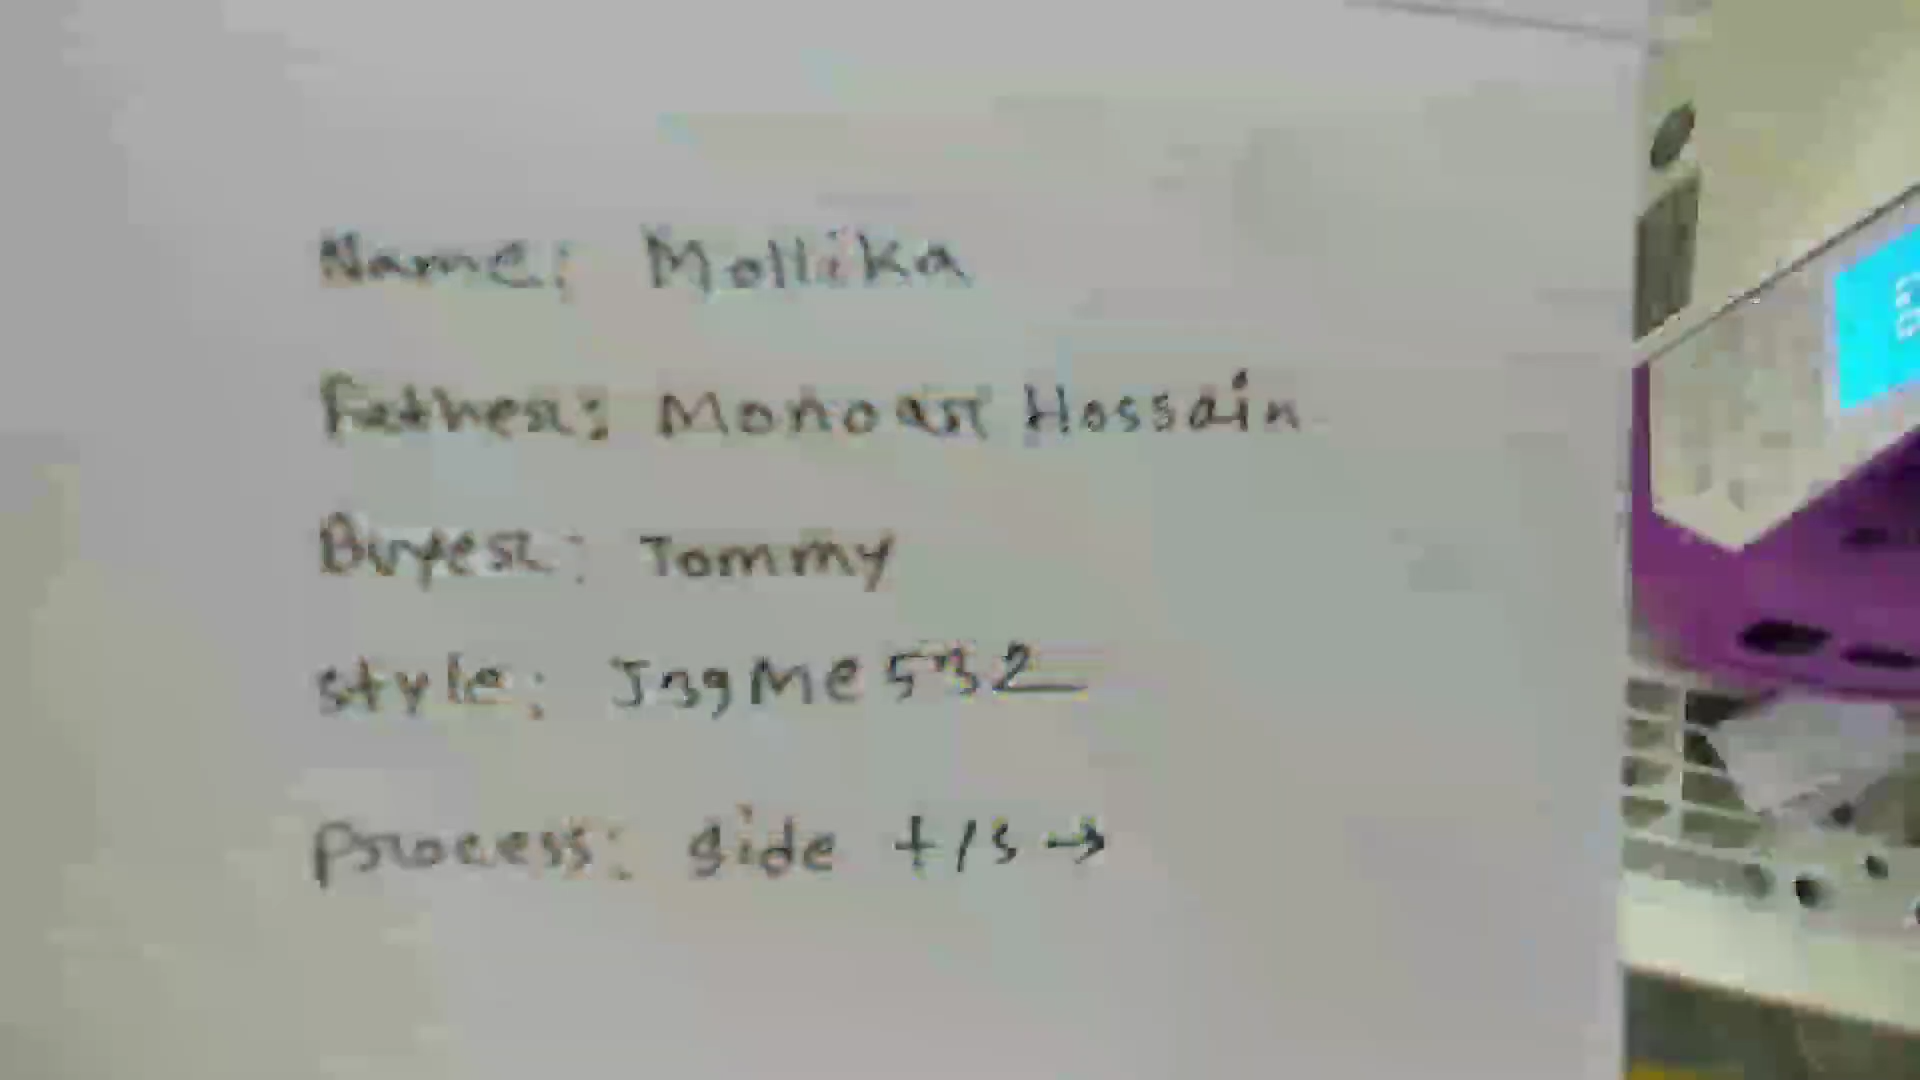 Name: Mollika
Father: Monoar Hossain
Buyer: Tommy
style: J39Me532
process: side t/s →